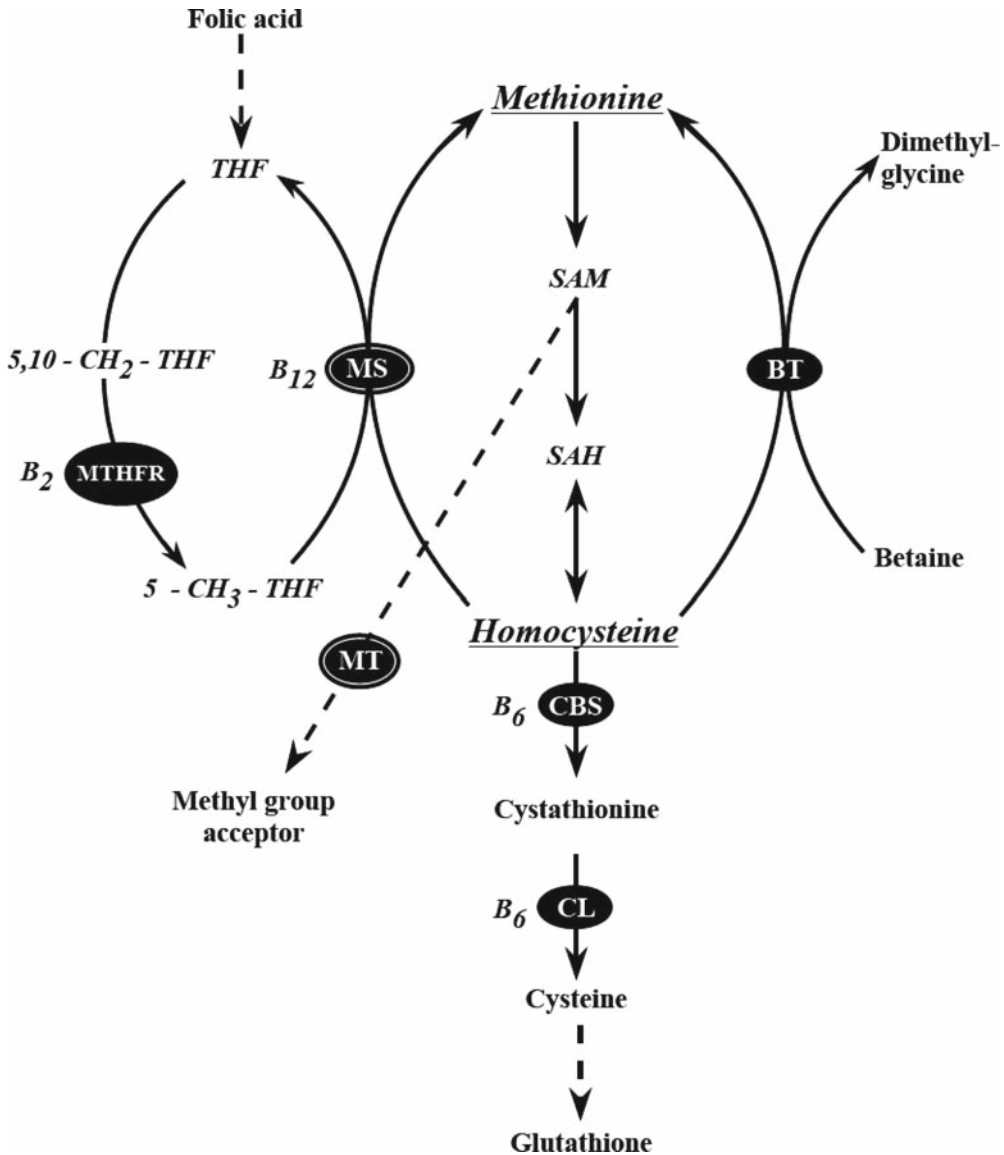 Folic acid
Methionine
Dimethyl-
glycine
THF
SAM
5,10 - CH2 - THF
B12 MS
BT
B2 MTHFR
SAH
5 - CH3 - THF
Betaine
Homocysteine
MT
B6 CBS
Methyl group
acceptor
Cystathionine
B6 CL
Cysteine
Glutathione